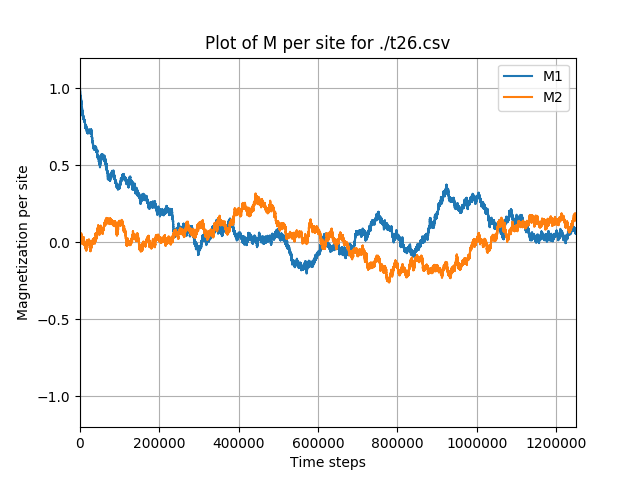 Plot of M per site for ./t26.csv
M1
M2
1.0
0.5
0.0
−0.5
−1.0
Magnetization per site
0 200000 400000 600000 800000 1000000 1200000
Time steps